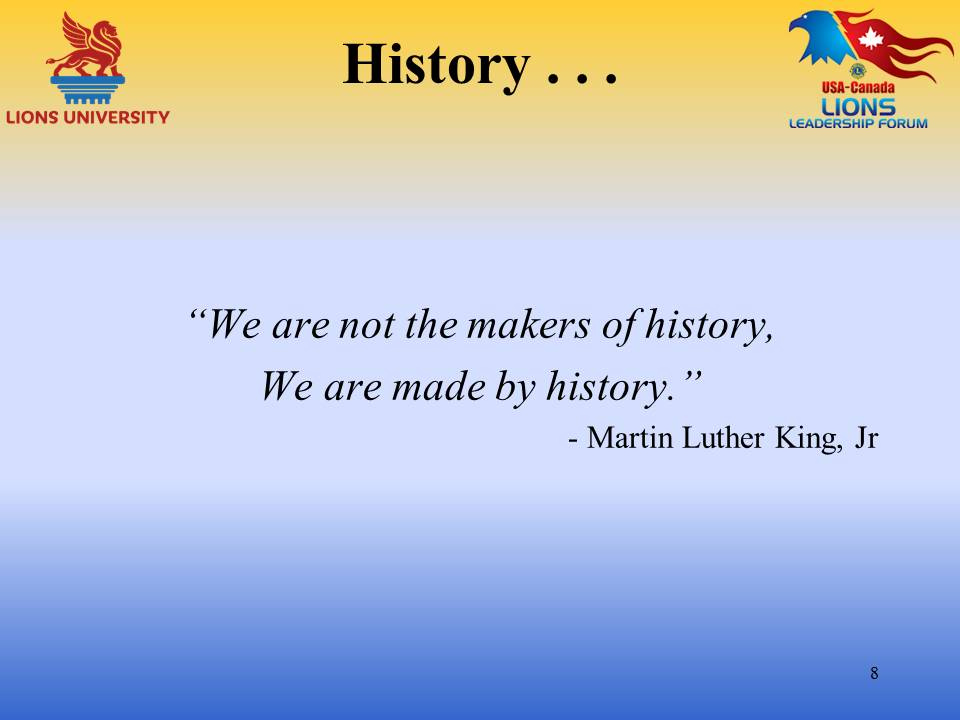 History . . .
LIONS UNIVERSITY
USA-Canada
LIONS
LEADERSHIP FORUM
“We are not the makers of history,
We are made by history.”
- Martin Luther King, Jr
8